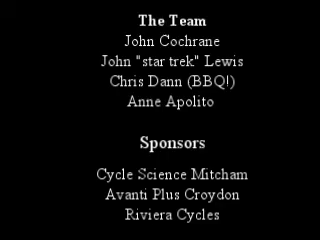 The Team
John Cochrane
John "star trek" Lewis
Chris Dann (BBQ!)
Anne Apolito
Sponsors
Cycle Science Mitcham
Avanti Plus Croydon
Riviera Cycles